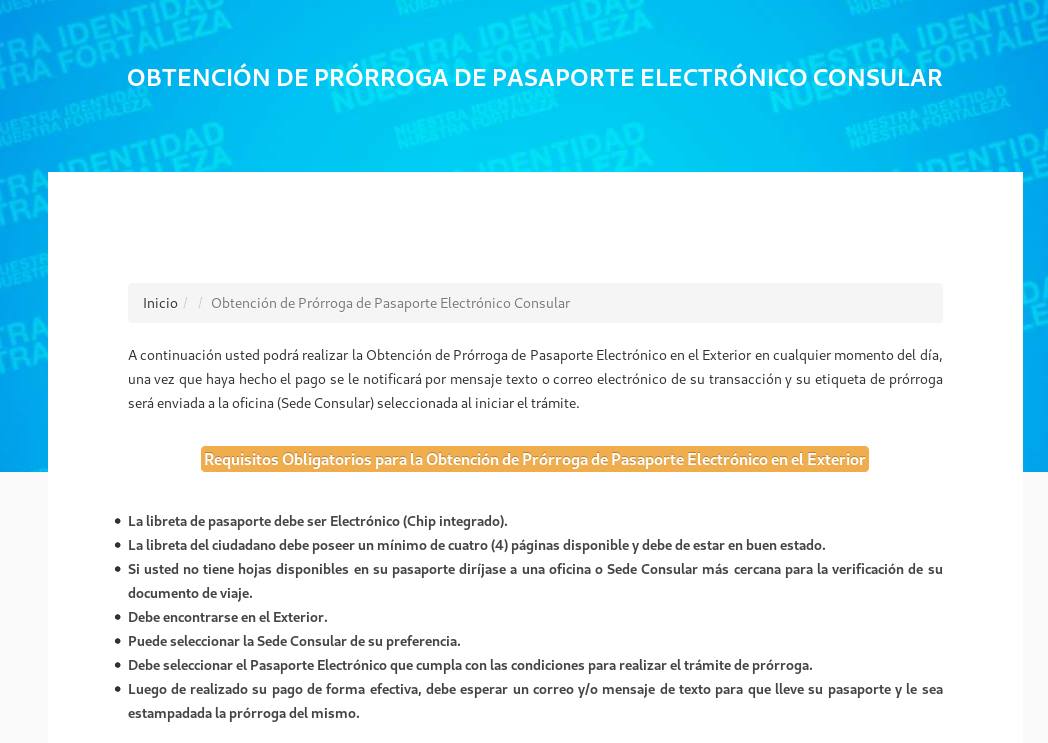 NUESTRA IDENTIDAD
NUESTRA FORTALEZA
OBTENCIÓN DE PRÓRROGA DE PASAPORTE ELECTRÓNICO CONSULAR
Inicio / / Obtención de Prórroga de Pasaporte Electrónico Consular
A continuación usted podrá realizar la Obtención de Prórroga de Pasaporte Electrónico en el Exterior en cualquier momento del día,
una vez que haya hecho el pago se le notificará por mensaje texto o correo electrónico de su transacción y su etiqueta de prórroga
será enviada a la oficina (Sede Consular) seleccionada al iniciar el trámite.
Requisitos Obligatorios para la Obtención de Prórroga de Pasaporte Electrónico en el Exterior
• La libreta de pasaporte debe ser Electrónico (Chip integrado).
• La libreta del ciudadano debe poseer un mínimo de cuatro (4) páginas disponible y debe de estar en buen estado.
• Si usted no tiene hojas disponibles en su pasaporte diríjase a una oficina o Sede Consular más cercana para la verificación de su
documento de viaje.
• Debe encontrarse en el Exterior.
• Puede seleccionar la Sede Consular de su preferencia.
• Debe seleccionar el Pasaporte Electrónico que cumpla con las condiciones para realizar el trámite de prórroga.
• Luego de realizado su pago de forma efectiva, debe esperar un correo y/o mensaje de texto para que lleve su pasaporte y le sea
estampadada la prórroga del mismo.